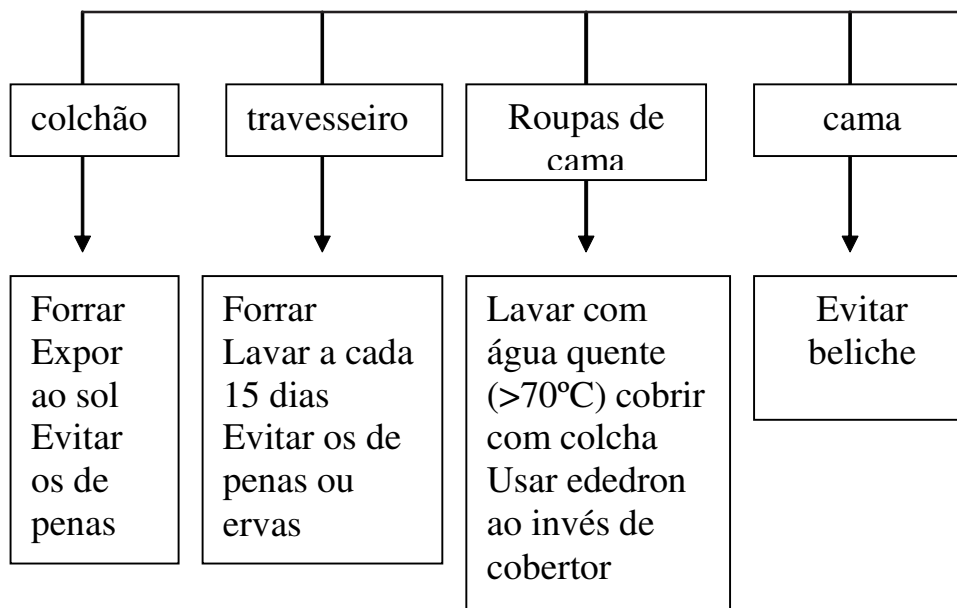 colchão
travesseiro
Roupas de
cama
cama
Forrar
Expor
ao sol
Evitar
os de
penas
Forrar
Lavar a cada
15 dias
Evitar os de
penas ou
ervas
Lavar com
água quente
(>70ºC) cobrir
com colcha
Usar ededron
ao invés de
cobertor
Evitar
beliche